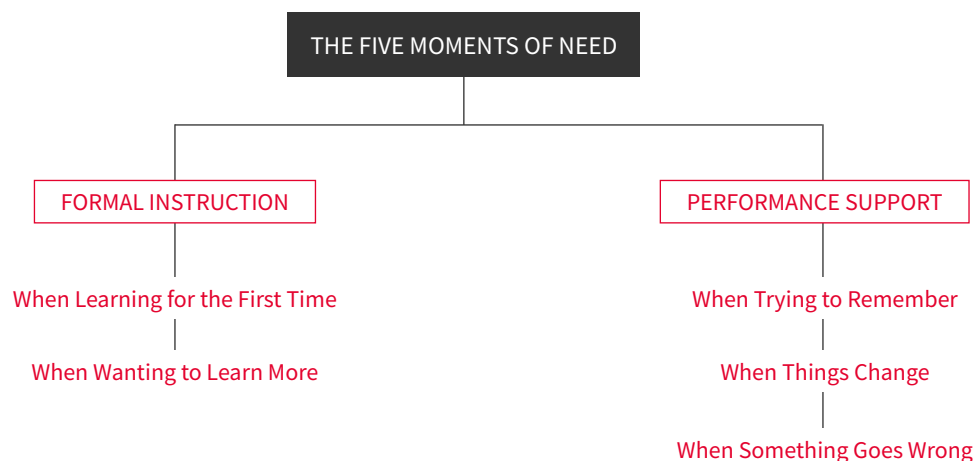 THE FIVE MOMENTS OF NEED
FORMAL INSTRUCTION
When Learning for the First Time
When Wanting to Learn More
PERFORMANCE SUPPORT
When Trying to Remember
When Things Change
When Something Goes Wrong